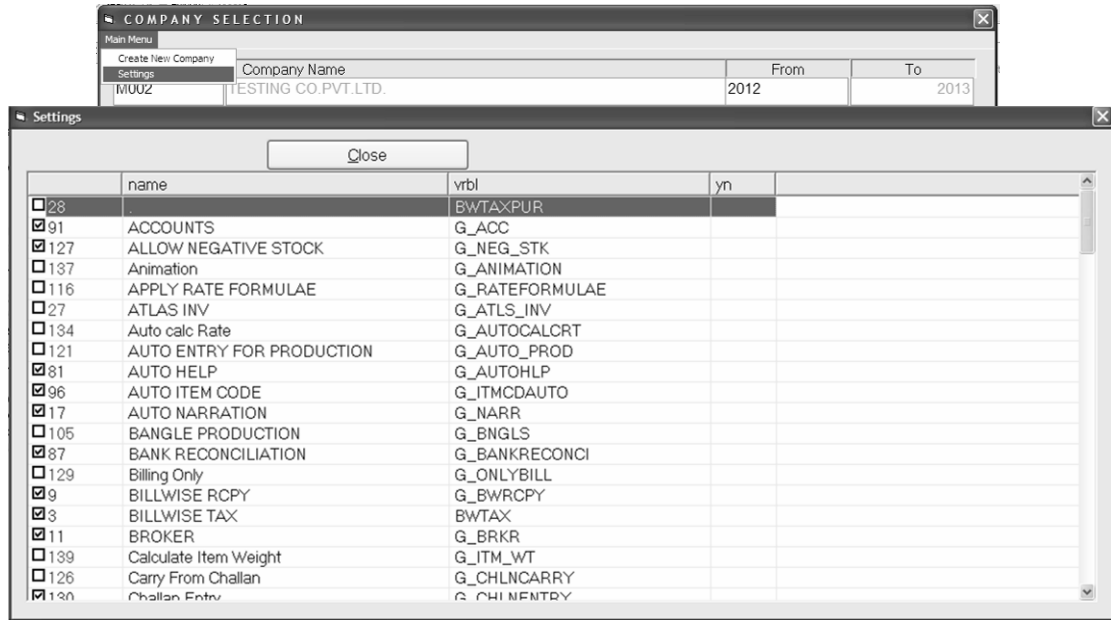 COMPANY SELECTION
Main Menu
Create New Company
Settings
Company Name From To
M002 TESTING CO.PVT.LTD. 2012 2013
Settings
Close
name vrbl yn
28 . BWTAXPUR
91 ACCOUNTS G_ACC
127 ALLOW NEGATIVE STOCK G_NEG_STK
137 Animation G_ANIMATION
116 APPLY RATE FORMULAE G_RATEFORMULAE
27 ATLAS INV G_ATLS_INV
134 Auto calc Rate G_AUTOCALCRT
121 AUTO ENTRY FOR PRODUCTION G_AUTO_PROD
81 AUTO HELP G_AUTOHLP
96 AUTO ITEM CODE G_ITMCDAUTO
17 AUTO NARRATION G_NARR
105 BANGLE PRODUCTION G_BNGLS
87 BANK RECONCILIATION G_BANKRECONCI
129 Billing Only G_ONLYBILL
9 BILLWISE RCPY G_BWRCPY
3 BILLWISE TAX BWTAX
11 BROKER G_BRKR
139 Calculate Item Weight G_ITM_WT
126 Carry From Challan G_CHLNCARRY
130 Challan Entry G_CHLNENTRY